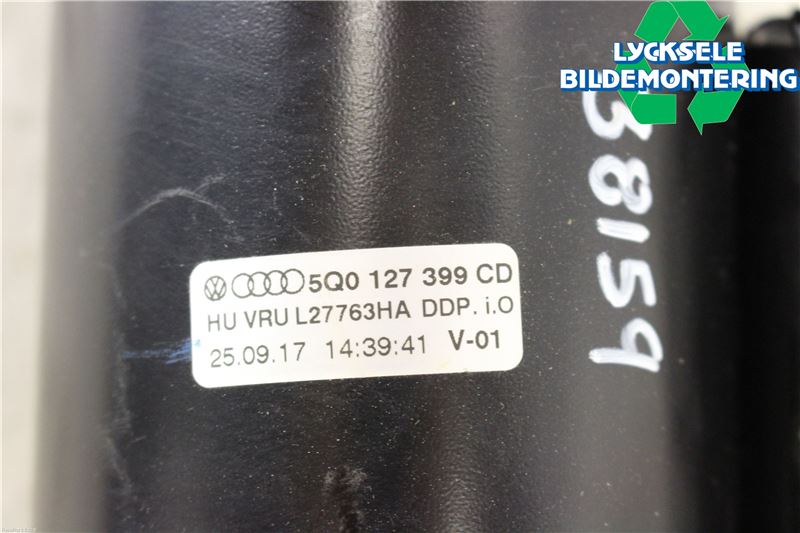 LYCKSELE
BILDEMONTERING
38159
5Q0 127 399 CD
HU VRU L27763HA DDP. i.O
25.09.17 14:39:41 V-01